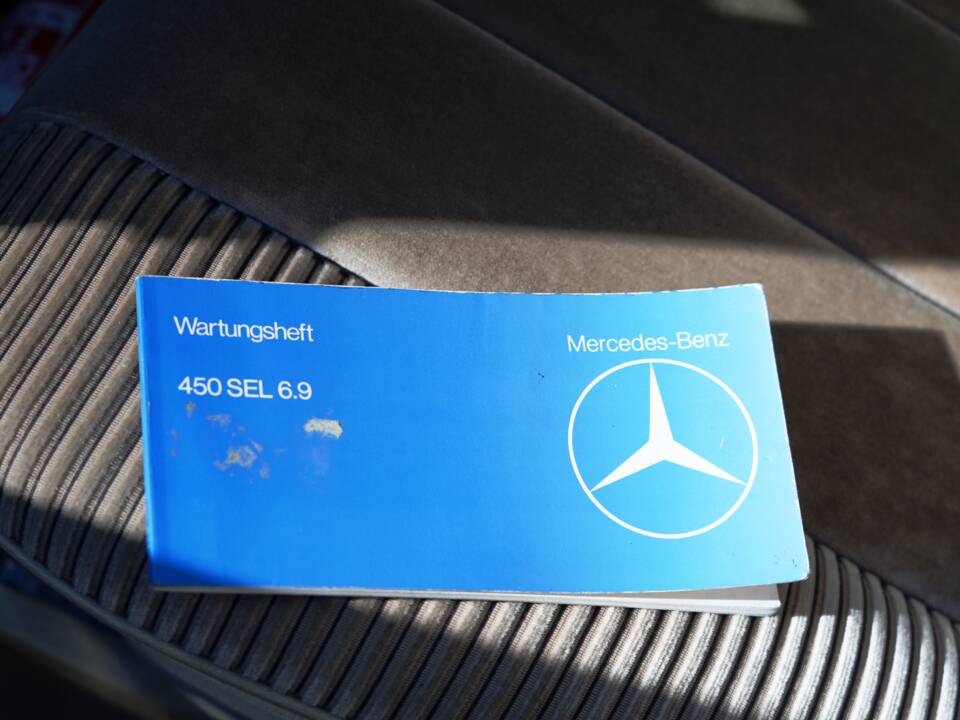 Wartungsheft
450 SEL 6.9
Mercedes-Benz